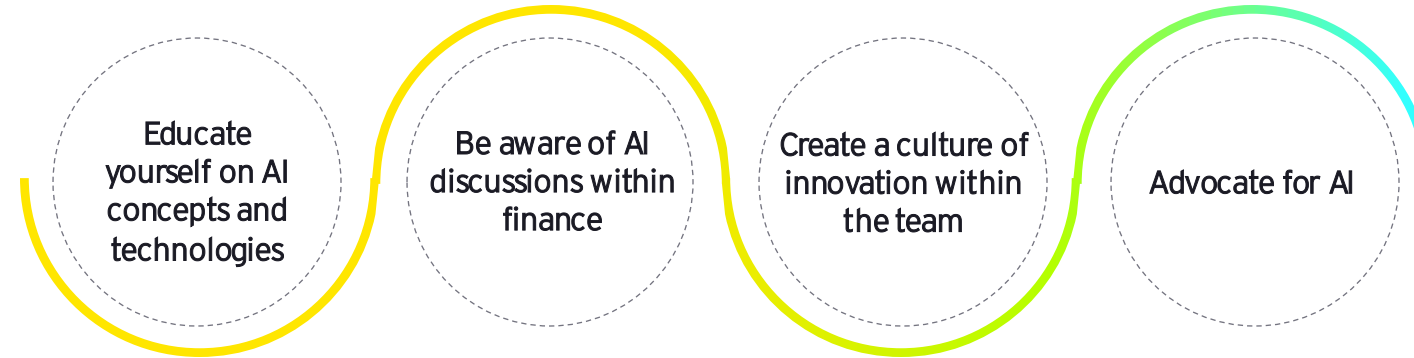 Educate
yourself on AI
concepts and
technologies
Be aware of AI
discussions within
finance
Create a culture of
innovation within
the team
Advocate for AI